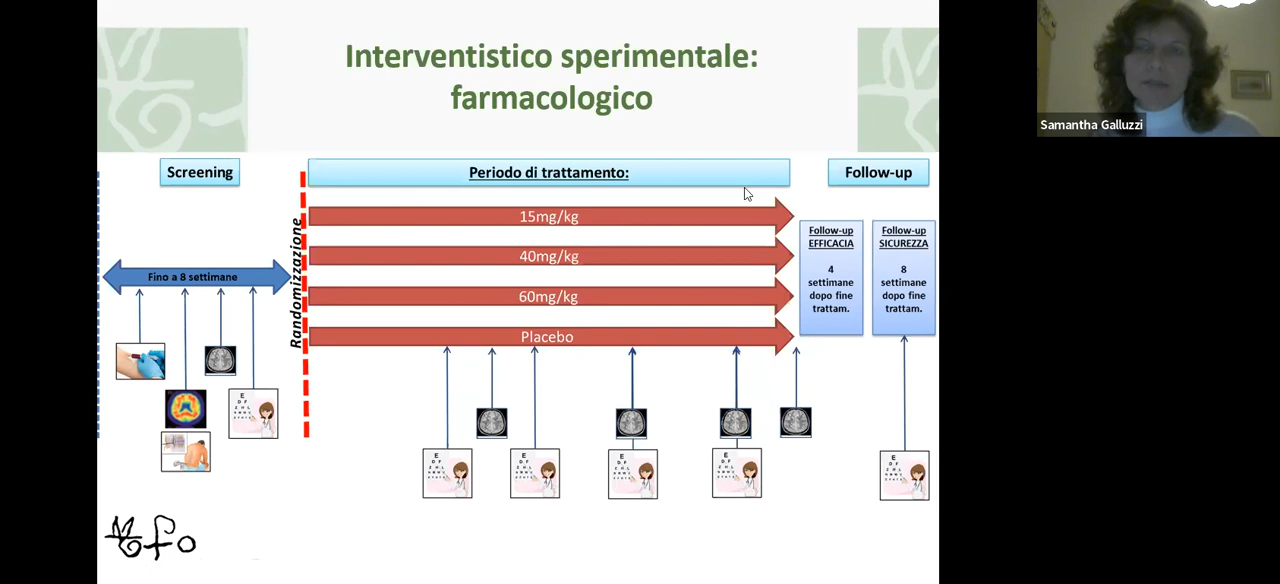 Interventistico sperimentale:
farmacologico
Samantha Galluzzi
Screening
Periodo di trattamento:
Follow-up
Fino a 8 settimane
Randomizzazione
15mg/kg
40mg/kg
60mg/kg
Placebo
Follow-up
EFFICACIA
4
settimane
dopo fine
trattam.
Follow-up
SICUREZZA
8
settimane
dopo fine
trattam.